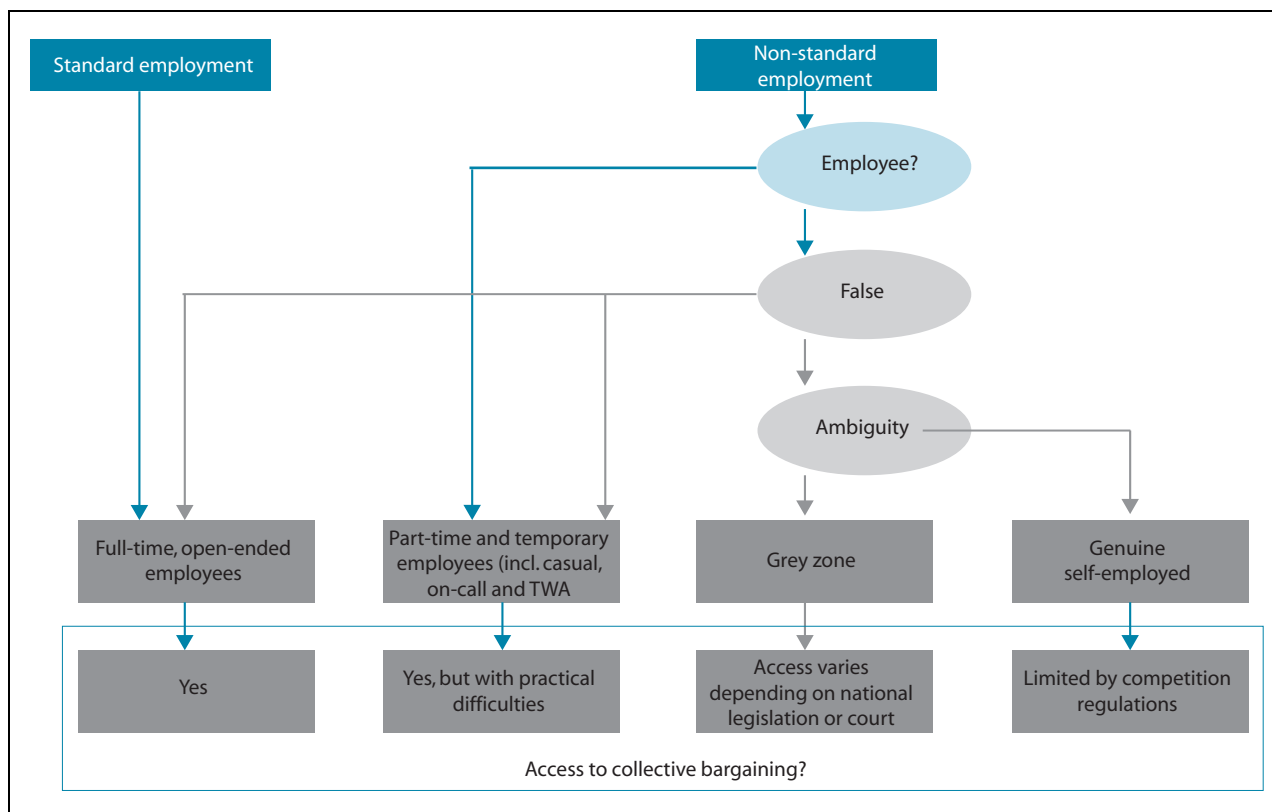 Standard employment
Non-standard
employment
Employee?
False
Ambiguity
Full-time, open-ended
employees
Part-time and temporary
employees (incl. casual,
on-call and TWA
Grey zone
Genuine
self-employed
Yes
Yes, but with practical
difficulties
Access varies
depending on national
legislation or court
Limited by competition
regulations
Access to collective bargaining?